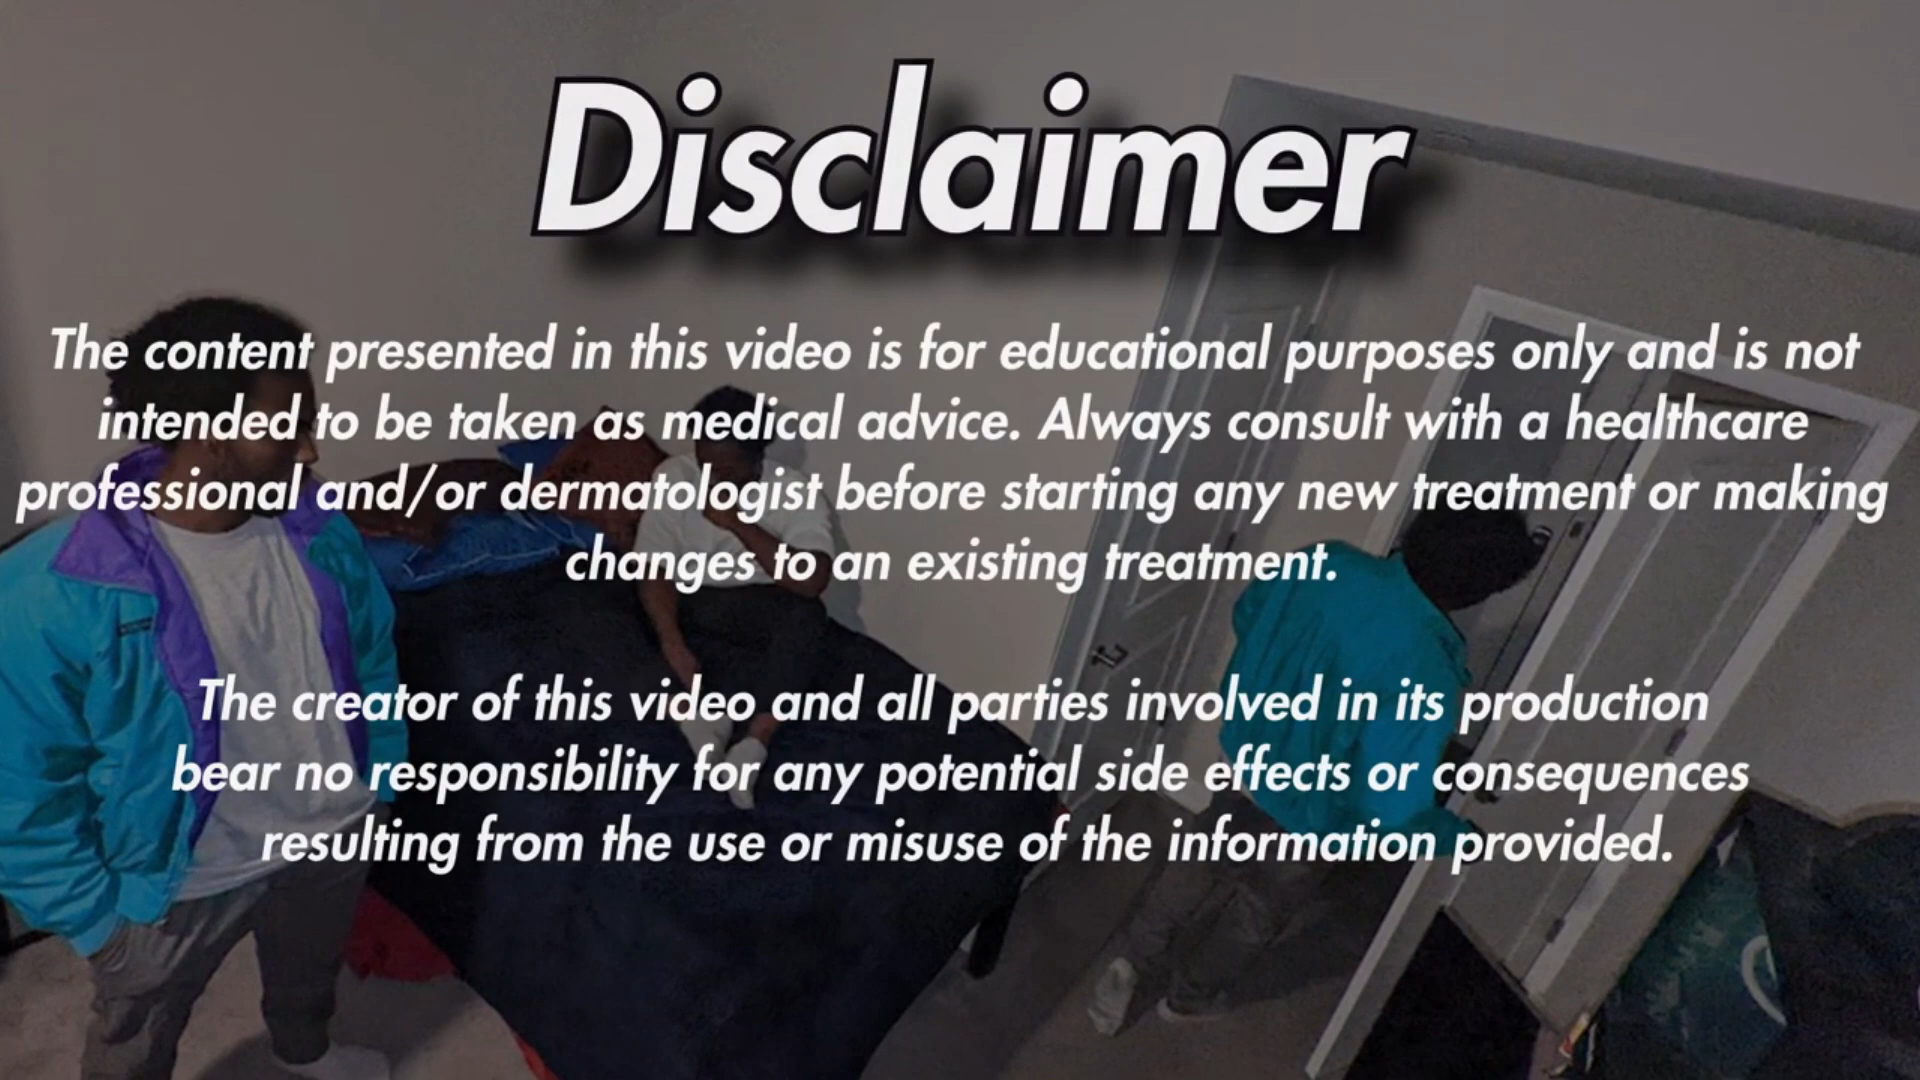 Disclaimer
The content presented in this video is for educational purposes only and is not
intended to be taken as medical advice. Always consult with a healthcare
professional and/or dermatologist before starting any new treatment or making
changes to an existing treatment.
The creator of this video and all parties involved in its production
bear no responsibility for any potential side effects or consequences
resulting from the use or misuse of the information provided.